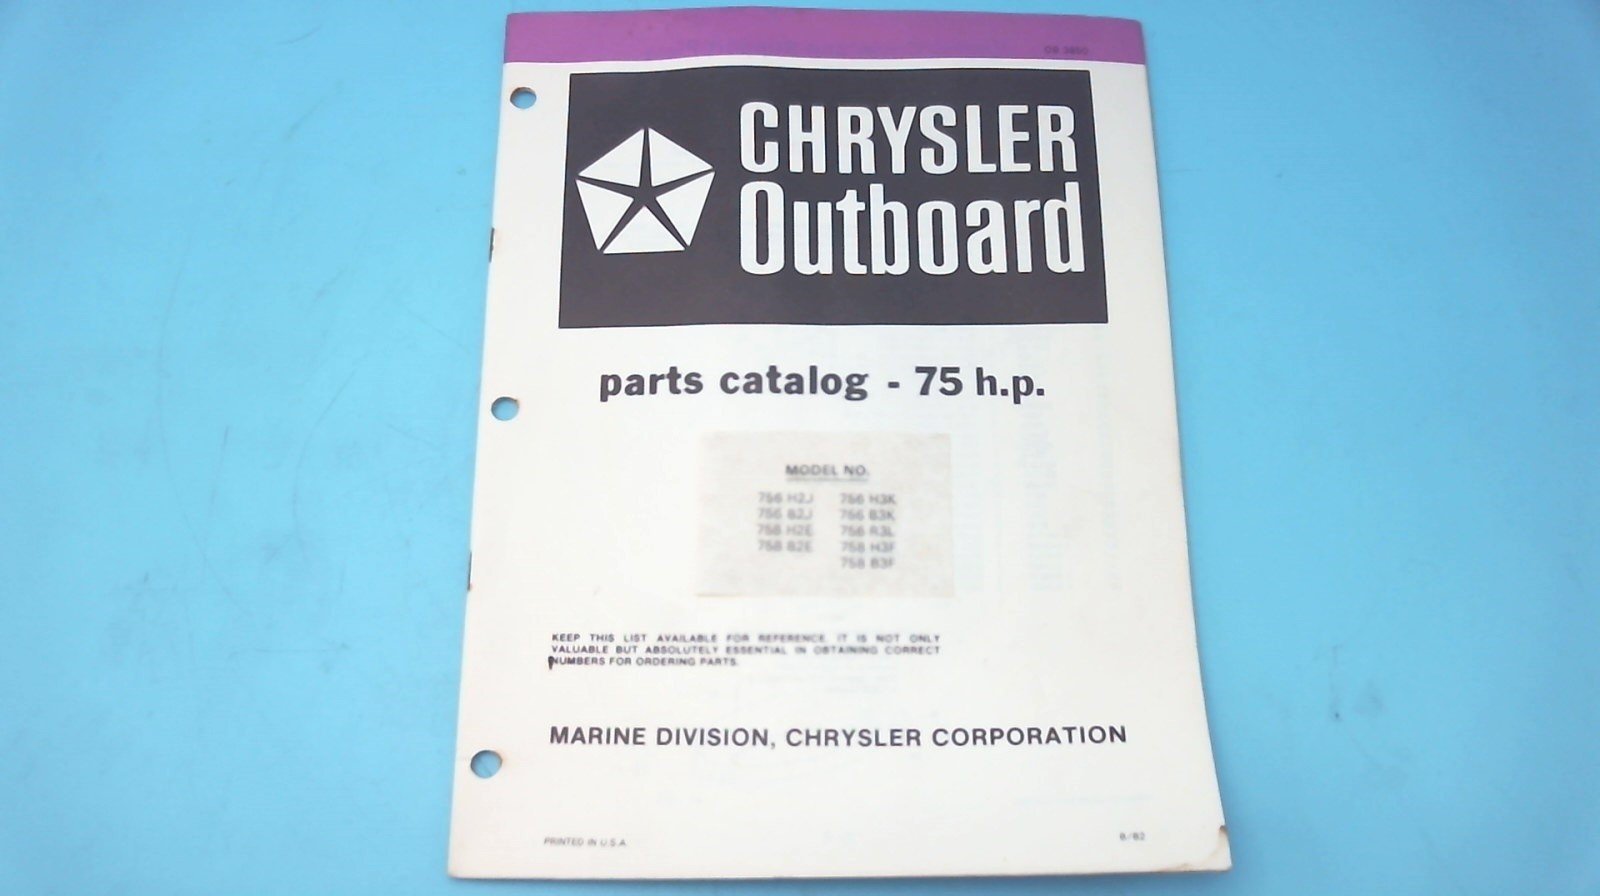 OB 3850
CHRYSLER
Outboard
parts catalog - 75 h.p.
MODEL NO.
756 H2J 756 H3K
756 B2J 756 B3K
758 H2E 756 R3L
758 B2E 758 H3F
758 B3F
KEEP THIS LIST AVAILABLE FOR REFERENCE. IT IS NOT ONLY
VALUABLE BUT ABSOLUTELY ESSENTIAL IN OBTAINING CORRECT
NUMBERS FOR ORDERING PARTS.
MARINE DIVISION, CHRYSLER CORPORATION
PRINTED IN U.S.A.